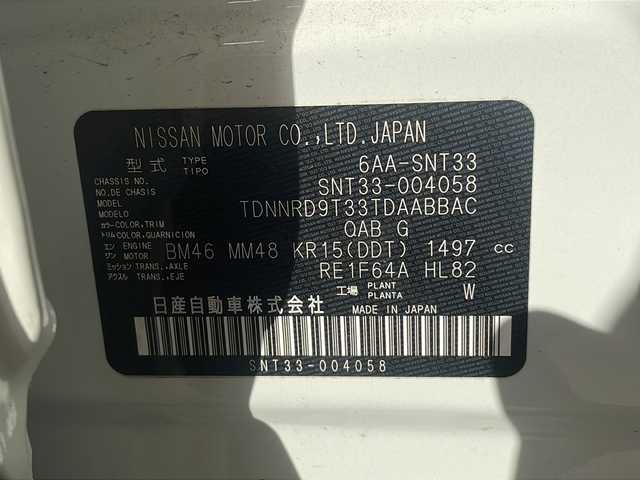 NISSAN MOTOR CO.,LTD.JAPAN
型式 TYPE TIPO 6AA-SNT33
CHASSIS NO. NO.DE CHASIS SNT33-004058
MODEL MODELO TDNNRD9T33TDAABBAC
カラー COLOR,TRIM トリム COLOR,GUARNICION QAB G
エンジン ENGINE MOTOR BM46 MM48 KR15(DDT) 1497 cc
ミッション TRANS.,AXLE アクスル TRANS.,EJE RE1F64A HL82
工場 PLANT PLANTA W
日産自動車株式会社 MADE IN JAPAN
SNT33-004058